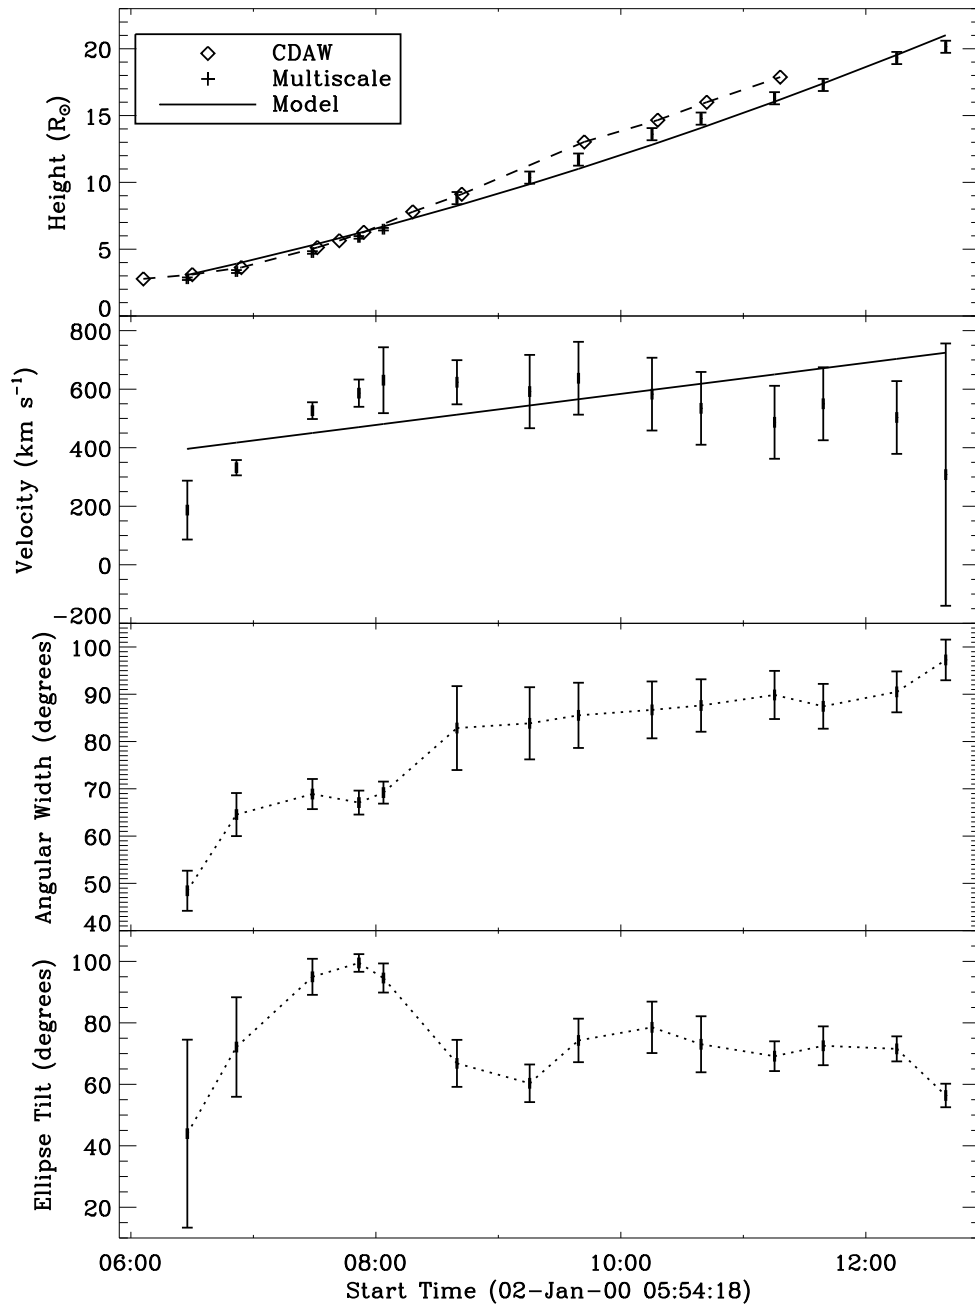 CDAW
Multiscale
Model
Height (R⊙)
20
15
10
5
0
Velocity (km s⁻¹)
800
600
400
200
0
−200
Angular Width (degrees)
100
90
80
70
60
50
40
Ellipse Tilt (degrees)
100
80
60
40
20
06:00 08:00 10:00 12:00
Start Time (02-Jan-00 05:54:18)